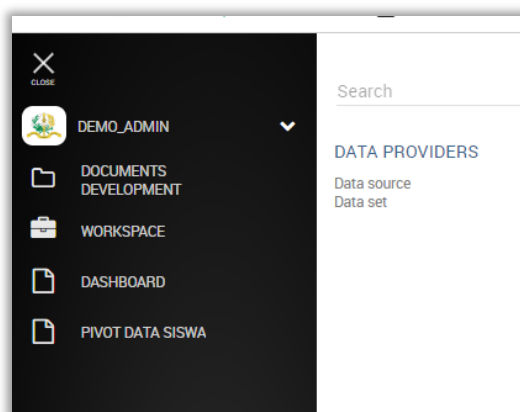 CLOSE
DEMO_ADMIN
DOCUMENTS
DEVELOPMENT
WORKSPACE
DASHBOARD
PIVOT DATA SISWA
Search
DATA PROVIDERS
Data source
Data set